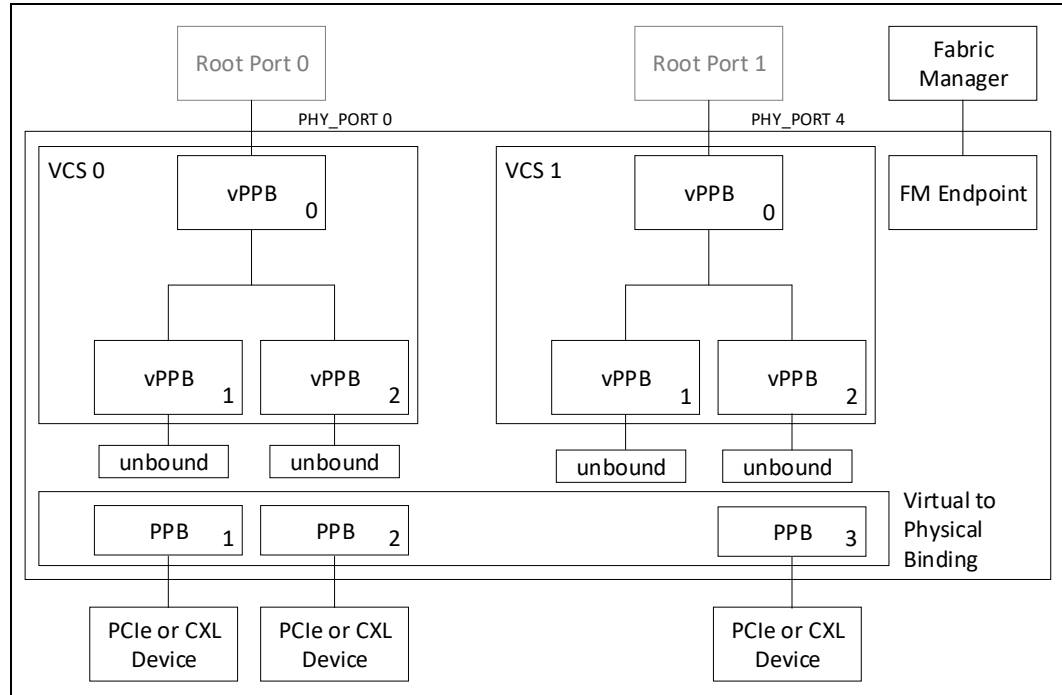 Root Port 0
Root Port 1
Fabric
Manager
PHY_PORT 0
PHY_PORT 4
VCS 0
vPPB
0
VCS 1
vPPB
0
FM Endpoint
vPPB
1
vPPB
2
vPPB
1
vPPB
2
unbound
unbound
unbound
unbound
PPB
1
PPB
2
PPB
3
Virtual to
Physical
Binding
PCIe or CXL
Device
PCIe or CXL
Device
PCIe or CXL
Device